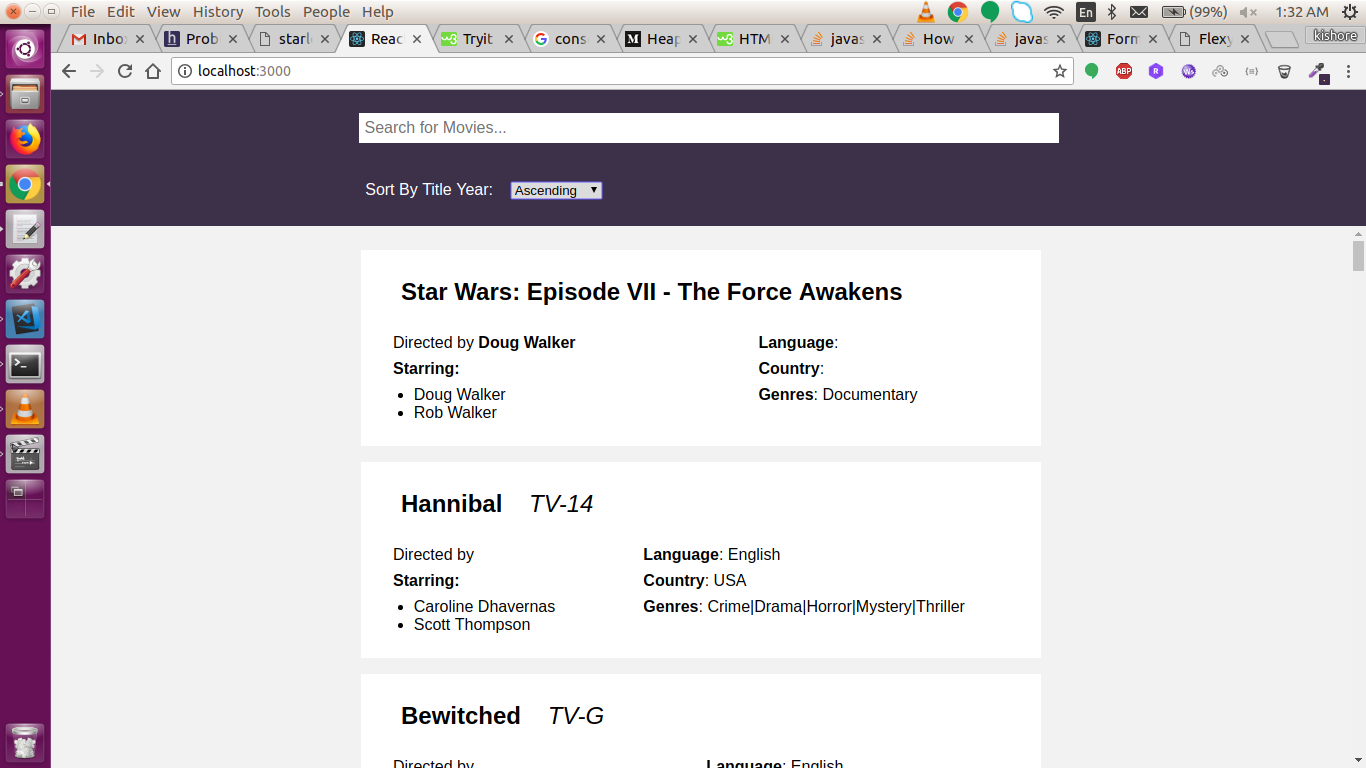 File Edit View History Tools People Help
En (99%) 1:32 AM
Inbo Prob starl Reac Tryit cons Heap HTM javas How javas Form Flexy kishore
localhost:3000 ABP R Ws
Search for Movies...
Sort By Title Year: Ascending
Star Wars: Episode VII - The Force Awakens
Directed by Doug Walker Language:
Starring: Country:
• Doug Walker Genres: Documentary
• Rob Walker
Hannibal TV-14
Directed by Language: English
Starring: Country: USA
• Caroline Dhavernas Genres: Crime|Drama|Horror|Mystery|Thriller
• Scott Thompson
Bewitched TV-G
Directed by Language: English